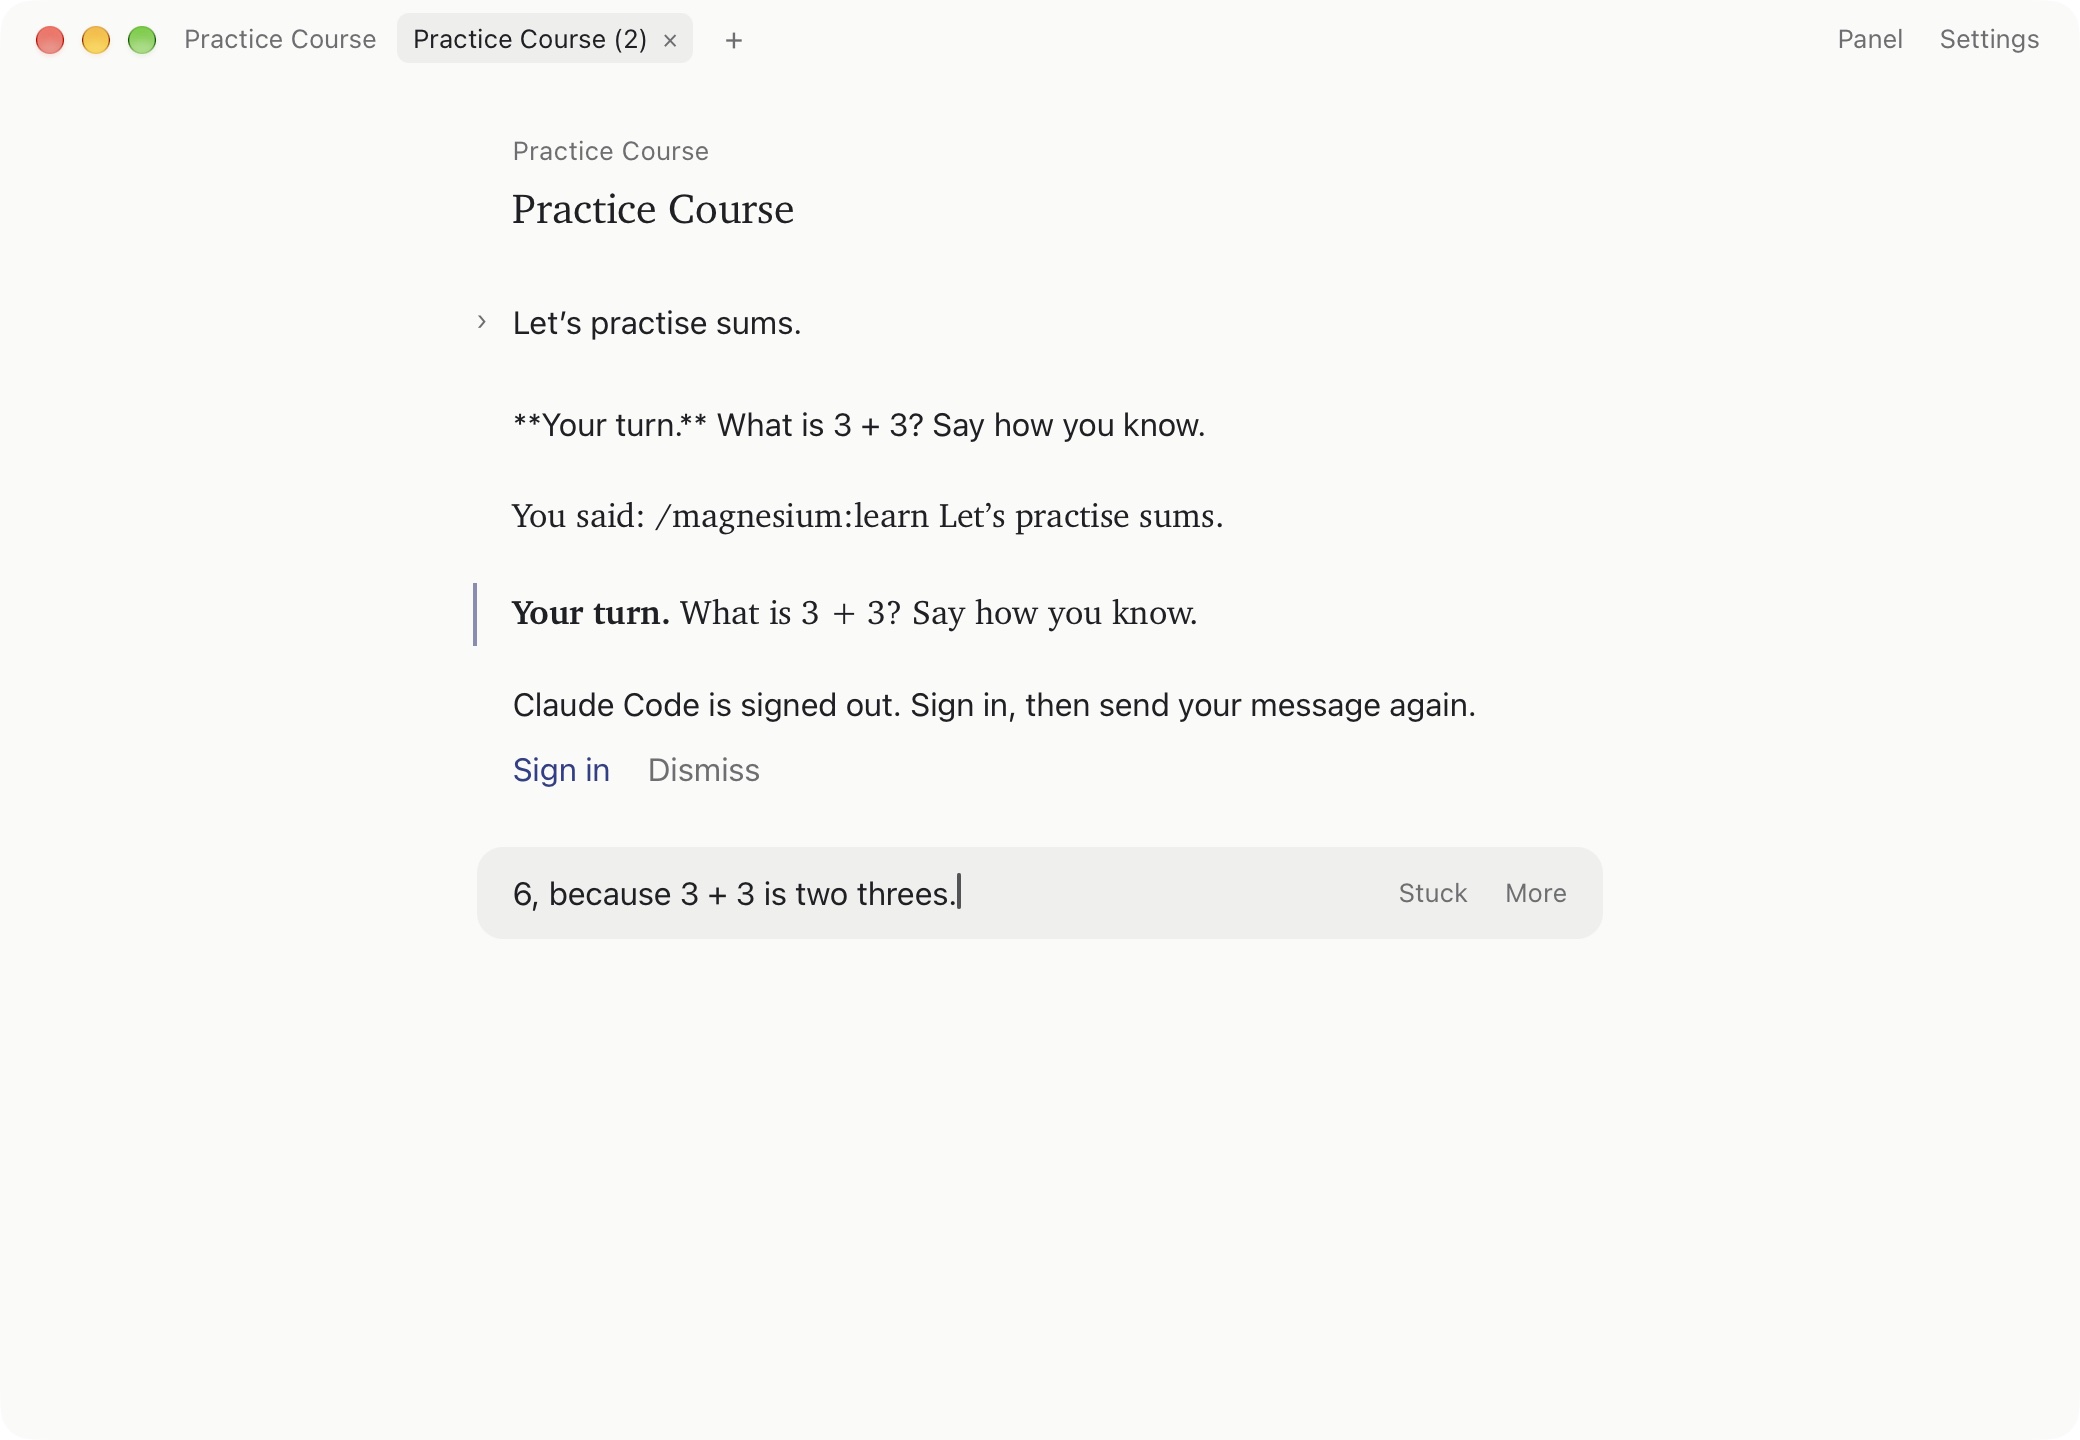 Practice Course
Practice Course (2) ×
+
Panel
Settings
Practice Course
Practice Course
› Let’s practise sums.
**Your turn.** What is 3 + 3? Say how you know.
You said: /magnesium:learn Let’s practise sums.
Your turn. What is 3 + 3? Say how you know.
Claude Code is signed out. Sign in, then send your message again.
Sign in Dismiss
6, because 3 + 3 is two threes.
Stuck More